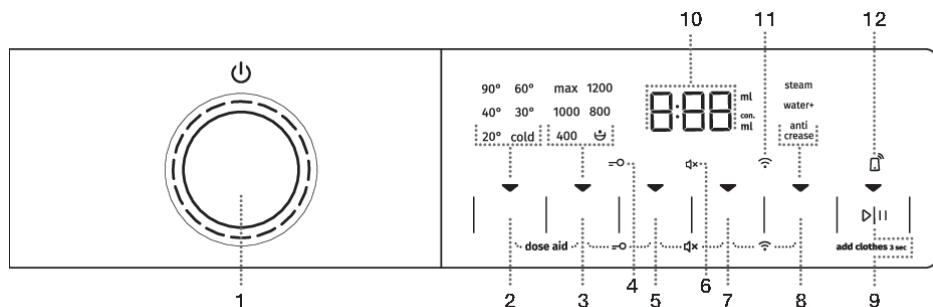 10 11 12
90° 60° max 1200 8:88 ml steam
40° 30° 1000 800 con. ml water+
20° cold 400 anti crease
dose aid add clothes 3 sec
1 2 3 4 5 6 7 8 9